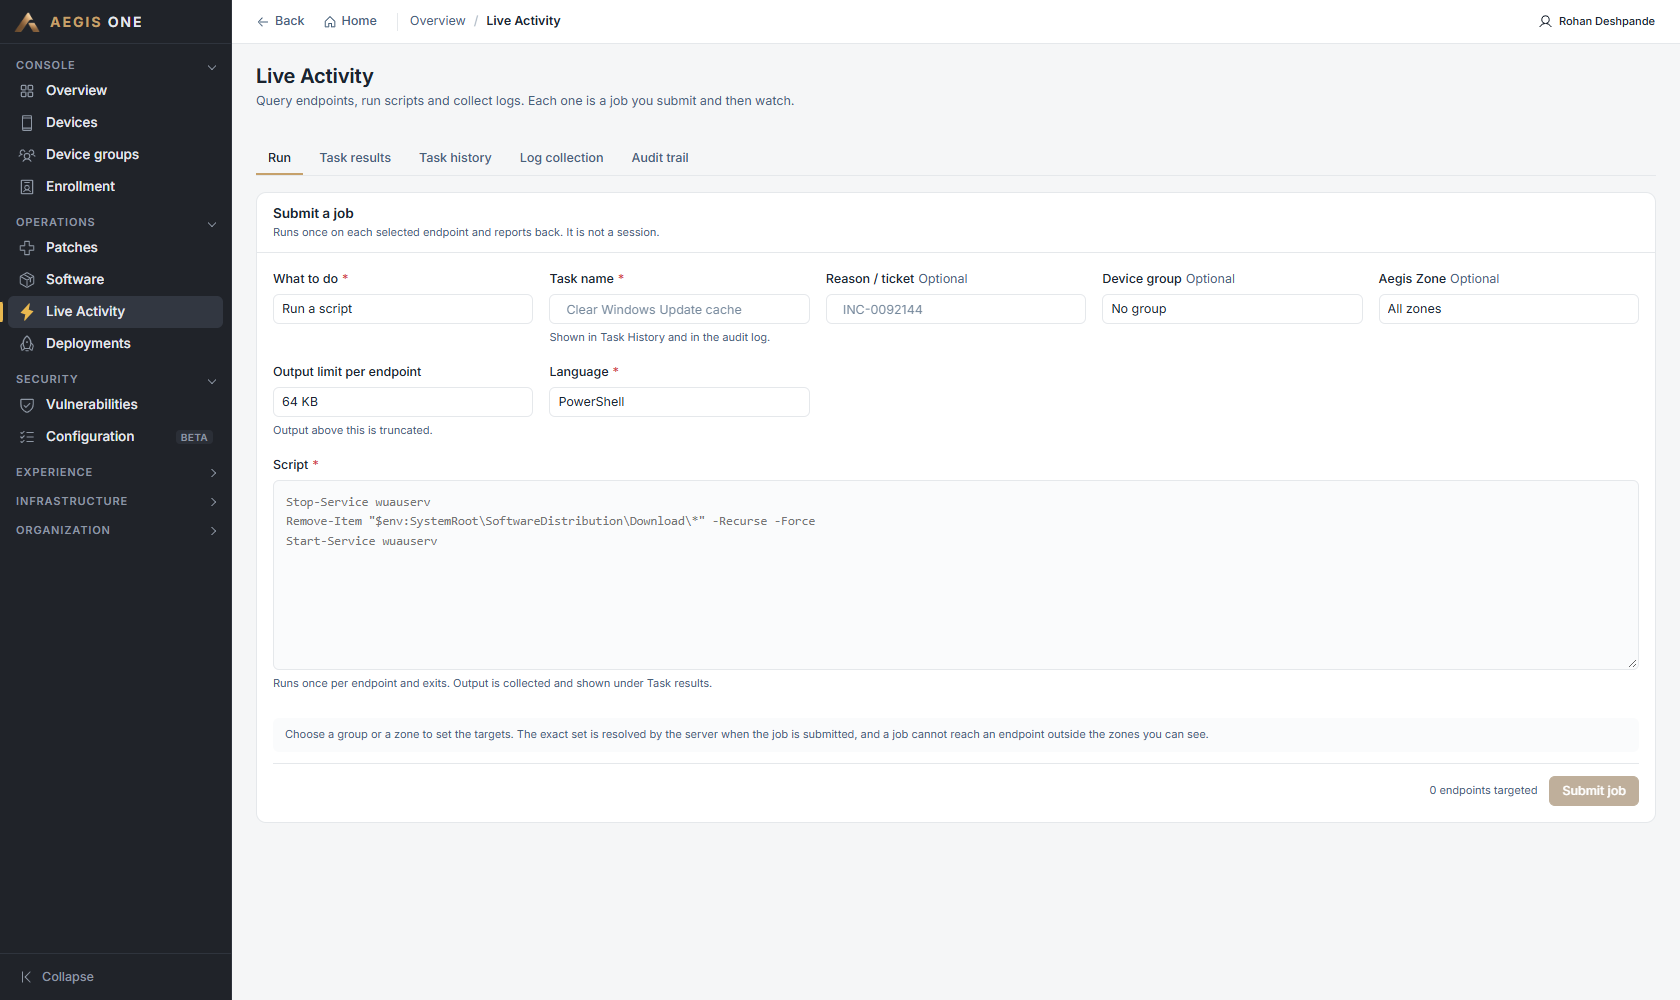 AEGIS ONE
Back
Home
Overview / Live Activity
Rohan Deshpande
CONSOLE
Overview
Devices
Device groups
Enrollment
OPERATIONS
Patches
Software
Live Activity
Deployments
SECURITY
Vulnerabilities
Configuration BETA
EXPERIENCE
INFRASTRUCTURE
ORGANIZATION
Collapse
Live Activity
Query endpoints, run scripts and collect logs. Each one is a job you submit and then watch.
Run
Task results
Task history
Log collection
Audit trail
Submit a job
Runs once on each selected endpoint and reports back. It is not a session.
What to do *
Run a script
Task name *
Clear Windows Update cache
Shown in Task History and in the audit log.
Reason / ticket Optional
INC-0092144
Device group Optional
No group
Aegis Zone Optional
All zones
Output limit per endpoint
64 KB
Output above this is truncated.
Language *
PowerShell
Script *
Stop-Service wuauserv
Remove-Item "$env:SystemRoot\SoftwareDistribution\Download\*" -Recurse -Force
Start-Service wuauserv
Runs once per endpoint and exits. Output is collected and shown under Task results.
Choose a group or a zone to set the targets. The exact set is resolved by the server when the job is submitted, and a job cannot reach an endpoint outside the zones you can see.
0 endpoints targeted
Submit job